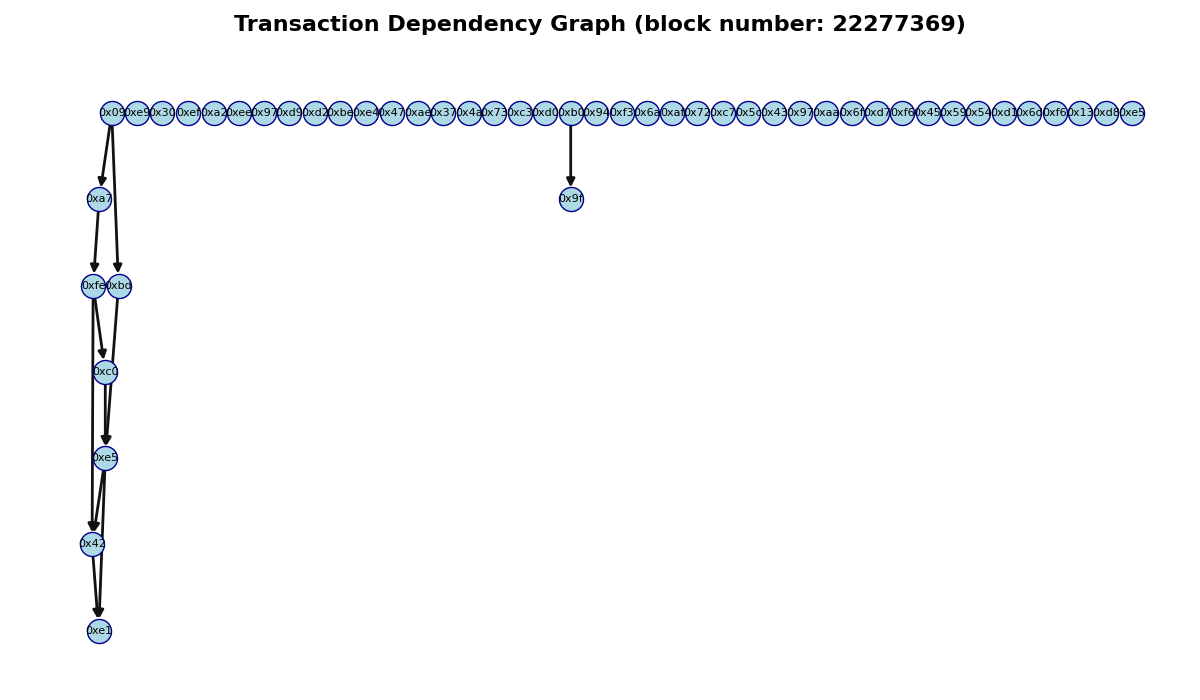 Transaction Dependency Graph (block number: 22277369)
0x09 0xe9 0x30 0xef 0xa2 0xee 0x97 0xd9 0xd2 0xbe 0xe4 0x47 0xae 0x37 0x4a 0x73 0xc3 0xd0 0xb0 0x94 0xf3 0x6a 0xaf 0x72 0xc7 0x5c 0x43 0x97 0xaa 0x6f 0xd7 0xf6 0x45 0x59 0x54 0xd1 0x6d 0xf6 0x13 0xd8 0xe5
0xa7 0x9f
0xfe 0xbd
0xc0
0xe5
0x42
0xe1